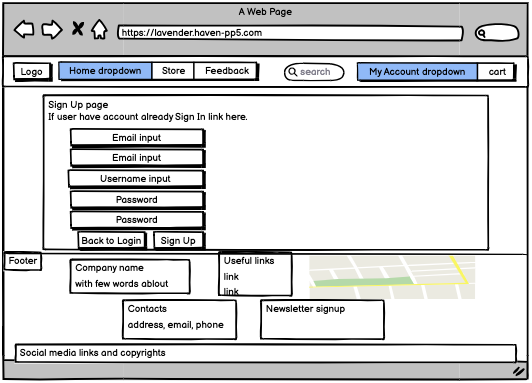 A Web Page
https://lavender.haven-pp5.com
Logo
Home dropdown
Store
Feedback
search
My Account dropdown
cart
Sign Up page
If user have account already Sign In link here.
Email input
Email input
Username input
Password
Password
Back to Login
Sign Up
Footer
Company name
with few words ablout
Useful links
link
link
Contacts
address, email, phone
Newsletter signup
Social media links and copyrights